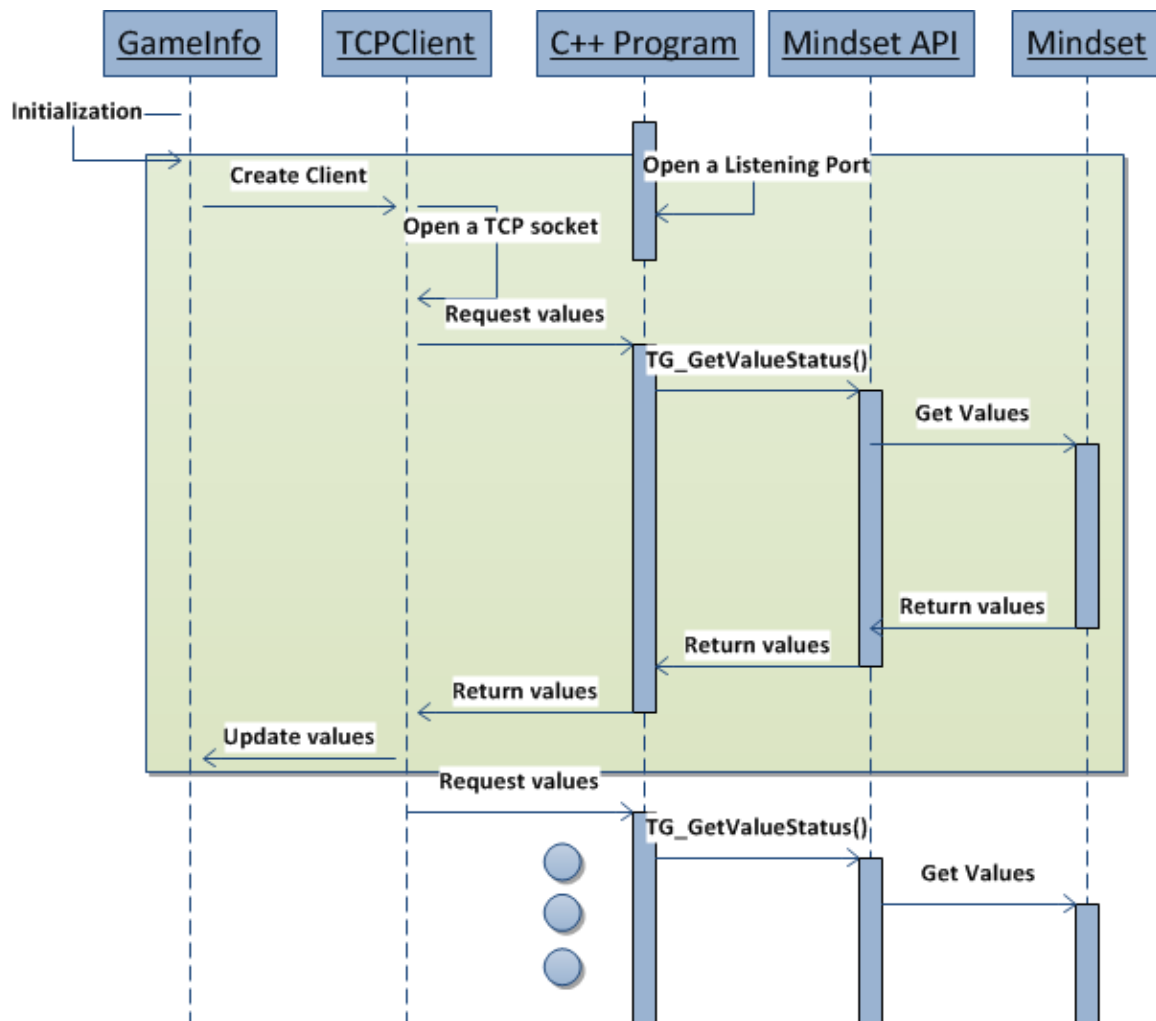 GameInfo
TCPClient
C++ Program
Mindset API
Mindset
Initialization
Open a Listening Port
Create Client
Open a TCP socket
Request values
TG_GetValueStatus()
Get Values
Return values
Return values
Return values
Update values
Request values
TG_GetValueStatus()
Get Values